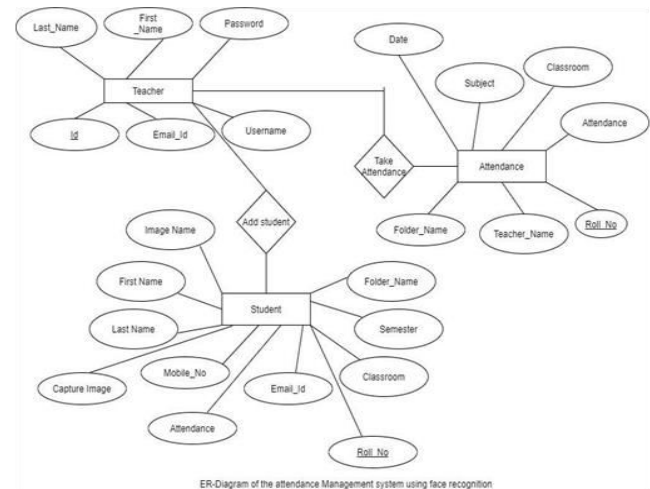 Last_Name
First
_Name
Password
Teacher
Id
Email_Id
Username
Date
Subject
Classroom
Attendance
Take
Attendance
Attendance
Folder_Name
Teacher_Name
Roll_No
Add student
Image Name
First Name
Last Name
Capture Image
Mobile_No
Attendance
Student
Folder_Name
Semester
Classroom
Email_Id
Roll_No
ER-Diagram of the attendance Management system using face recognition